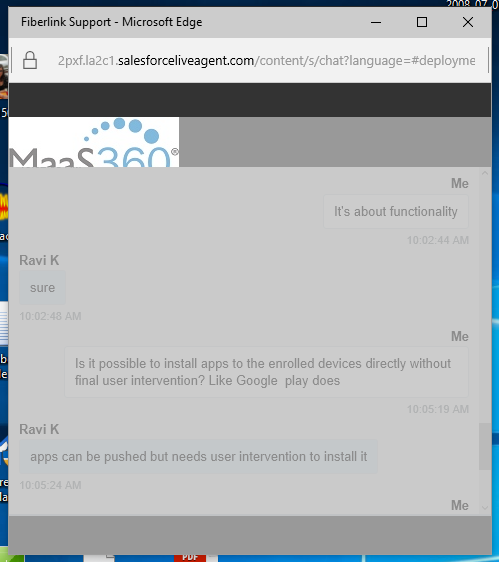 2008-07-0
Fiberlink Support - Microsoft Edge
2pxf.la2c1.salesforceliveagent.com/content/s/chat?language=#deployme
MaaS360®
Me
It's about functionality
10:02:44 AM
Ravi K
sure
10:02:48 AM
Me
Is it possible to install apps to the enrolled devices directly without
final user intervention? Like Google play does
10:05:19 AM
Ravi K
apps can be pushed but needs user intervention to install it
10:05:24 AM
Me
PDF